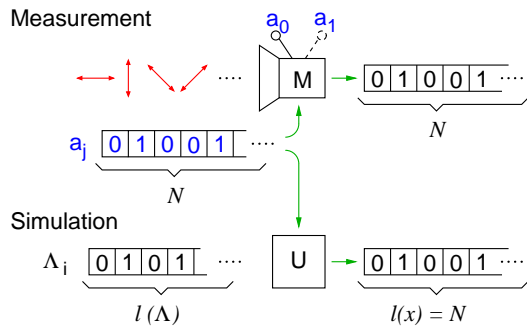 Measurement
a0 a1
.... M 0 1 0 0 1 ....
N
aj 0 1 0 0 1 ....
N
Simulation
Λi 0 1 0 1 .... U 0 1 0 0 1 ....
l (Λ) l(x) = N